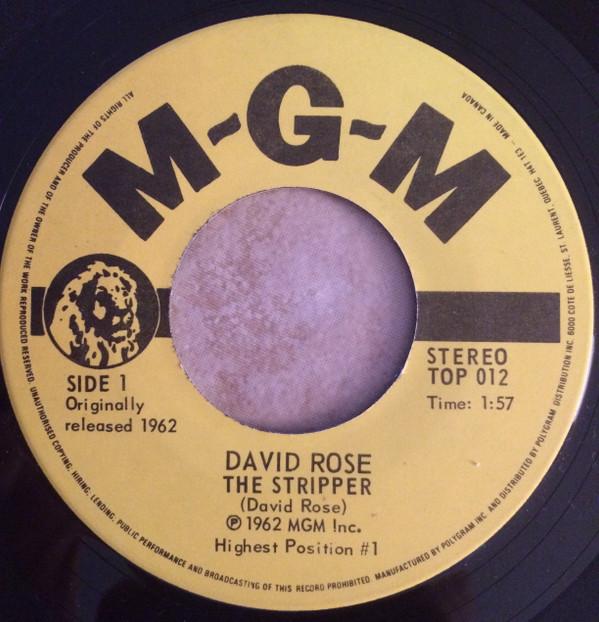 M-G-M
SIDE 1
Originally
released 1962
STEREO
TOP 012
Time: 1:57
DAVID ROSE
THE STRIPPER
(David Rose)
℗ 1962 MGM Inc.
Highest Position #1
ALL RIGHTS OF THE PRODUCER AND OF THE OWNER OF THE WORK REPRODUCED RESERVED. UNAUTHORISED COPYING, HIRING, LENDING, PUBLIC PERFORMANCE AND BROADCASTING OF THIS RECORD PROHIBITED. MANUFACTURED BY POLYGRAM INC. AND DISTRIBUTED BY POLYGRAM DISTRIBUTION INC. 6000 COTE DE LIESSE, ST. LAURENT, QUEBEC H4T 1E3 - MADE IN CANADA